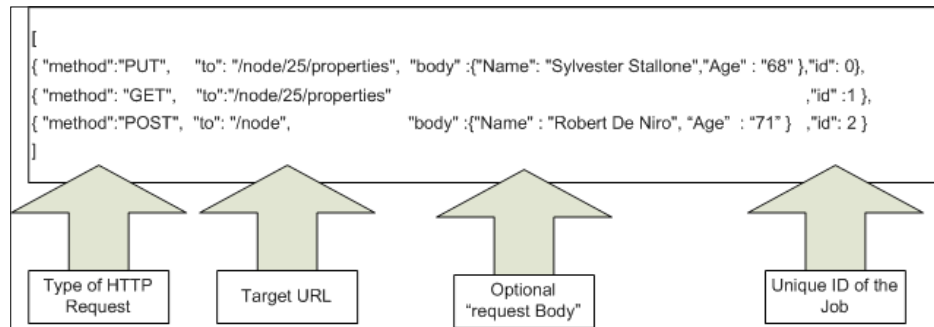 [
{ "method":"PUT", "to": "/node/25/properties", "body" :{"Name": "Sylvester Stallone","Age" : "68" },"id": 0},
{ "method": "GET", "to":"/node/25/properties" ,"id" :1 },
{ "method":"POST", "to": "/node", "body" :{"Name" : "Robert De Niro", “Age” : “71” } ,"id": 2 }
]
Type of HTTP
Request
Target URL
Optional
“request Body”
Unique ID of the
Job